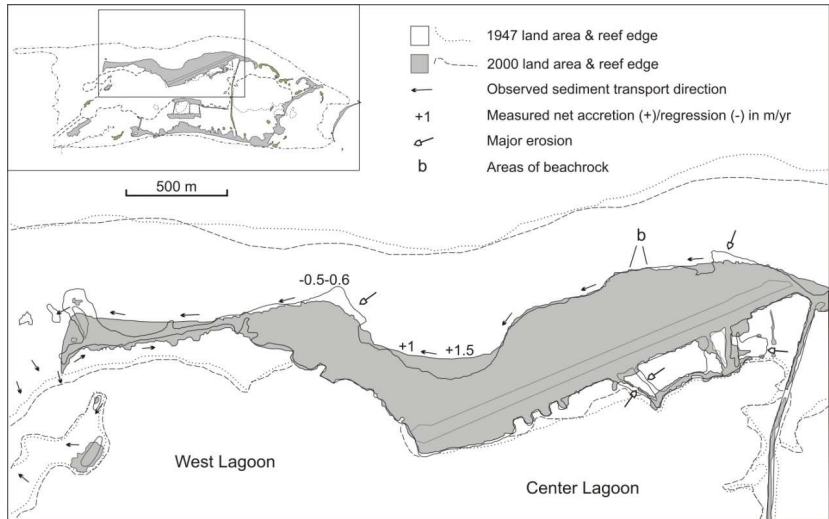 1947 land area & reef edge
2000 land area & reef edge
Observed sediment transport direction
+1 Measured net accretion (+)/regression (-) in m/yr
Major erosion
b Areas of beachrock
500 m
b
-0.5-0.6
+1 +1.5
West Lagoon
Center Lagoon